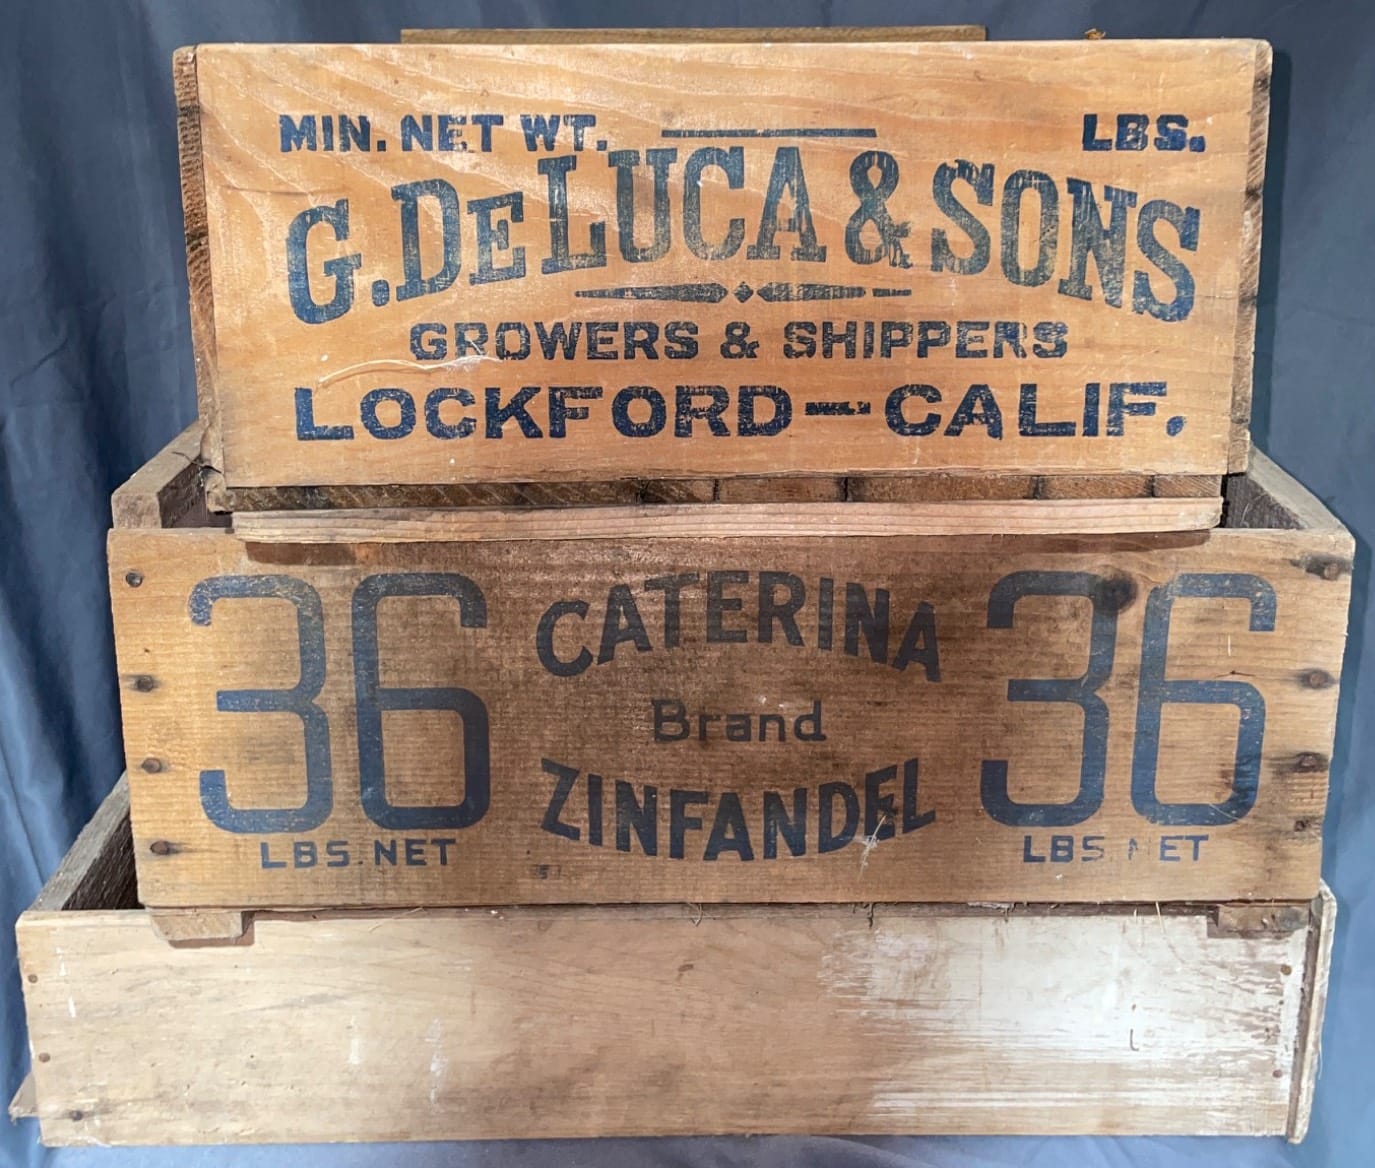 MIN. NET WT. LBS.
G. DELUCA & SONS
GROWERS & SHIPPERS
LOCKFORD - CALIF.
36 CATERINA 36
Brand
ZINFANDEL
LBS. NET LBS NET